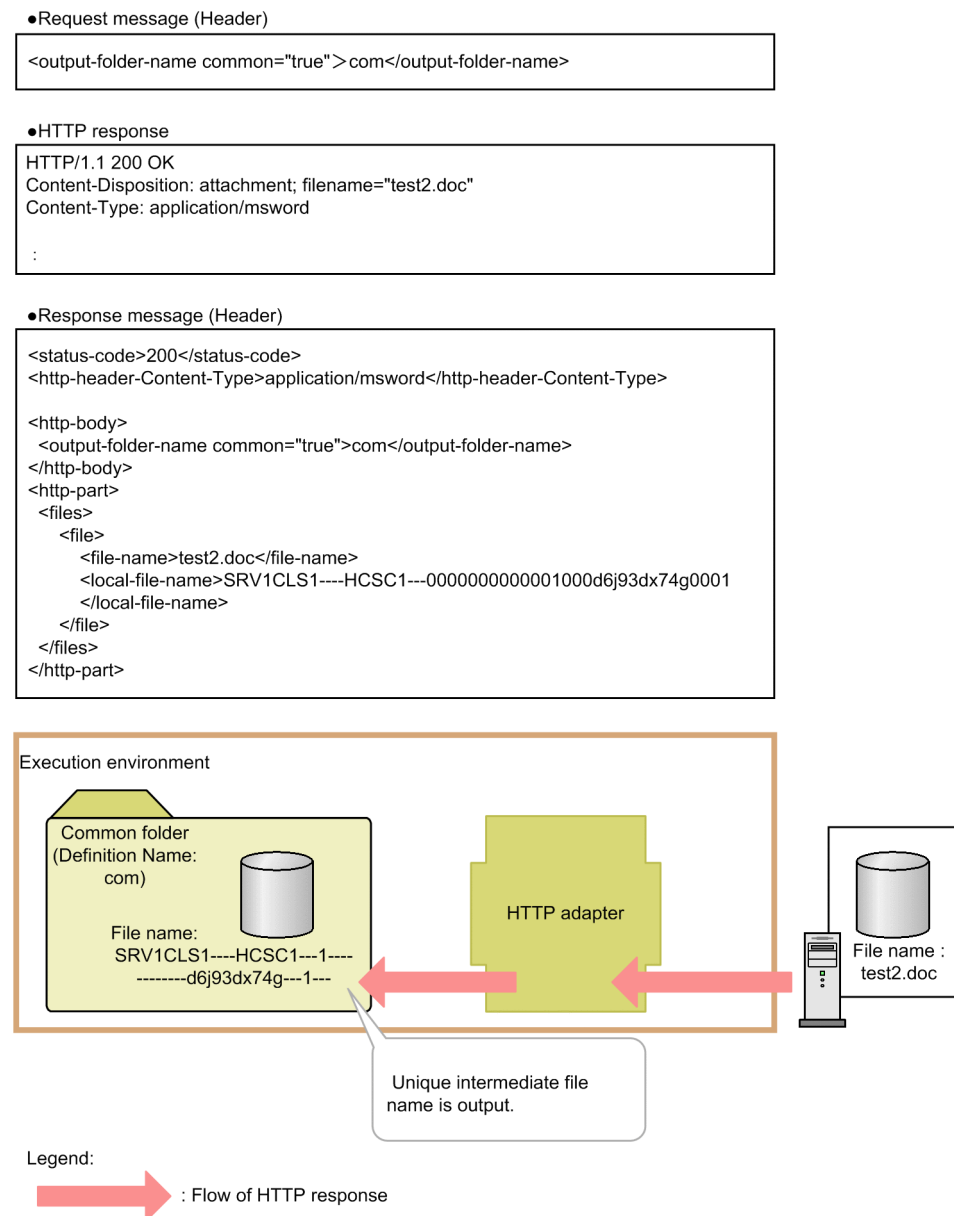 ●Request message (Header)
<output-folder-name common="true">com</output-folder-name>
●HTTP response
HTTP/1.1 200 OK
Content-Disposition: attachment; filename="test2.doc"
Content-Type: application/msword
:
●Response message (Header)
<status-code>200</status-code>
<http-header-Content-Type>application/msword</http-header-Content-Type>
<http-body>
<output-folder-name common="true">com</output-folder-name>
</http-body>
<http-part>
<files>
<file>
<file-name>test2.doc</file-name>
<local-file-name>SRV1CLS1----HCSC1---0000000000001000d6j93dx74g0001
</local-file-name>
</file>
</files>
</http-part>
Execution environment
Common folder
(Definition Name:
com)
File name:
SRV1CLS1----HCSC1---1----
--------d6j93dx74g---1---
HTTP adapter
File name :
test2.doc
Unique intermediate file
name is output.
Legend:
: Flow of HTTP response